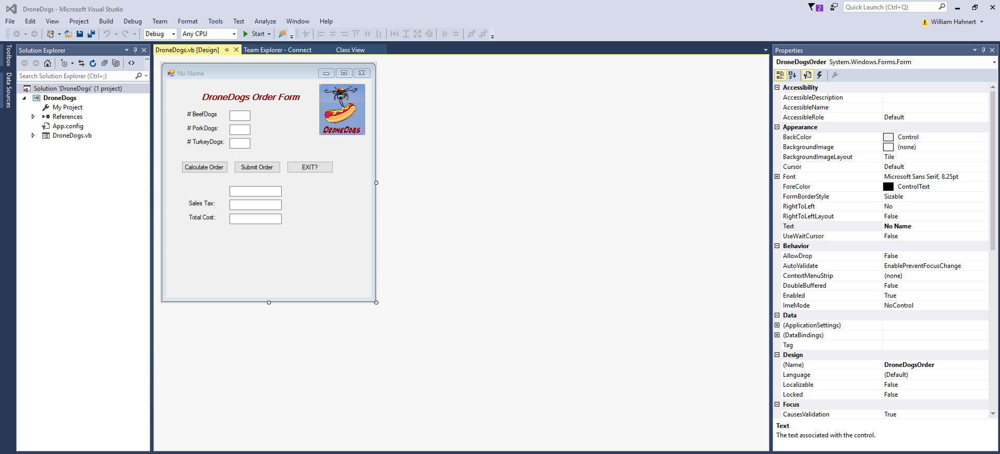 DroneDogs - Microsoft Visual Studio
2
Quick Launch (Ctrl+Q)
File Edit View Project Build Debug Team Format Tools Test Analyze Window Help
William Hahnert
Debug
Any CPU
Start
Toolbox
Data Sources
Solution Explorer
Search Solution Explorer (Ctrl+;)
Solution 'DroneDogs' (1 project)
VB DroneDogs
My Project
References
App.config
DroneDogs.vb
DroneDogs.vb [Design]
Team Explorer - Connect
Class View
No Name
DroneDogs Order Form
# BeefDogs
# PorkDogs:
# TurkeyDogs:
DRONEDOGS
Calculate Order
Submit Order
EXIT?
Sales Tax:
Total Cost:
Properties
DroneDogsOrder System.Windows.Forms.Form
Accessibility
AccessibleDescription
AccessibleName
AccessibleRole Default
Appearance
BackColor Control
BackgroundImage (none)
BackgroundImageLayout Tile
Cursor Default
Font Microsoft Sans Serif, 8.25pt
ForeColor ControlText
FormBorderStyle Sizable
RightToLeft No
RightToLeftLayout False
Text No Name
UseWaitCursor False
Behavior
AllowDrop False
AutoValidate EnablePreventFocusChange
ContextMenuStrip (none)
DoubleBuffered False
Enabled True
ImeMode NoControl
Data
(ApplicationSettings)
(DataBindings)
Tag
Design
(Name) DroneDogsOrder
Language (Default)
Localizable False
Locked False
Focus
CausesValidation True
Text
The text associated with the control.